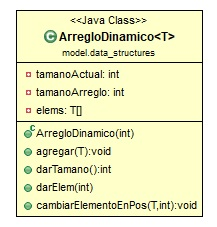 <<Java Class>>
ArregloDinamico<T>
model.data_structures
tamanoActual: int
tamanoArreglo: int
elems: T[]
ArregloDinamico(int)
agregar(T):void
darTamano():int
darElem(int)
cambiarElementoEnPos(T,int):void